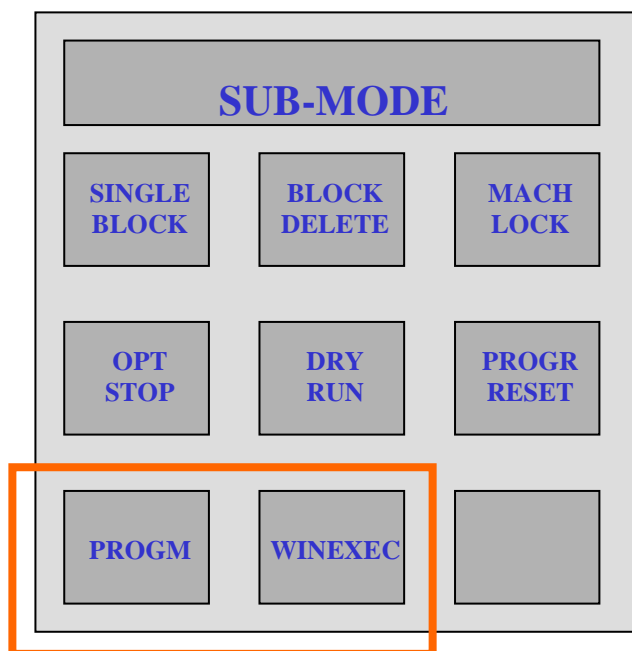 SUB-MODE
SINGLE
BLOCK
BLOCK
DELETE
MACH
LOCK
OPT
STOP
DRY
RUN
PROGR
RESET
PROGM
WINEXEC